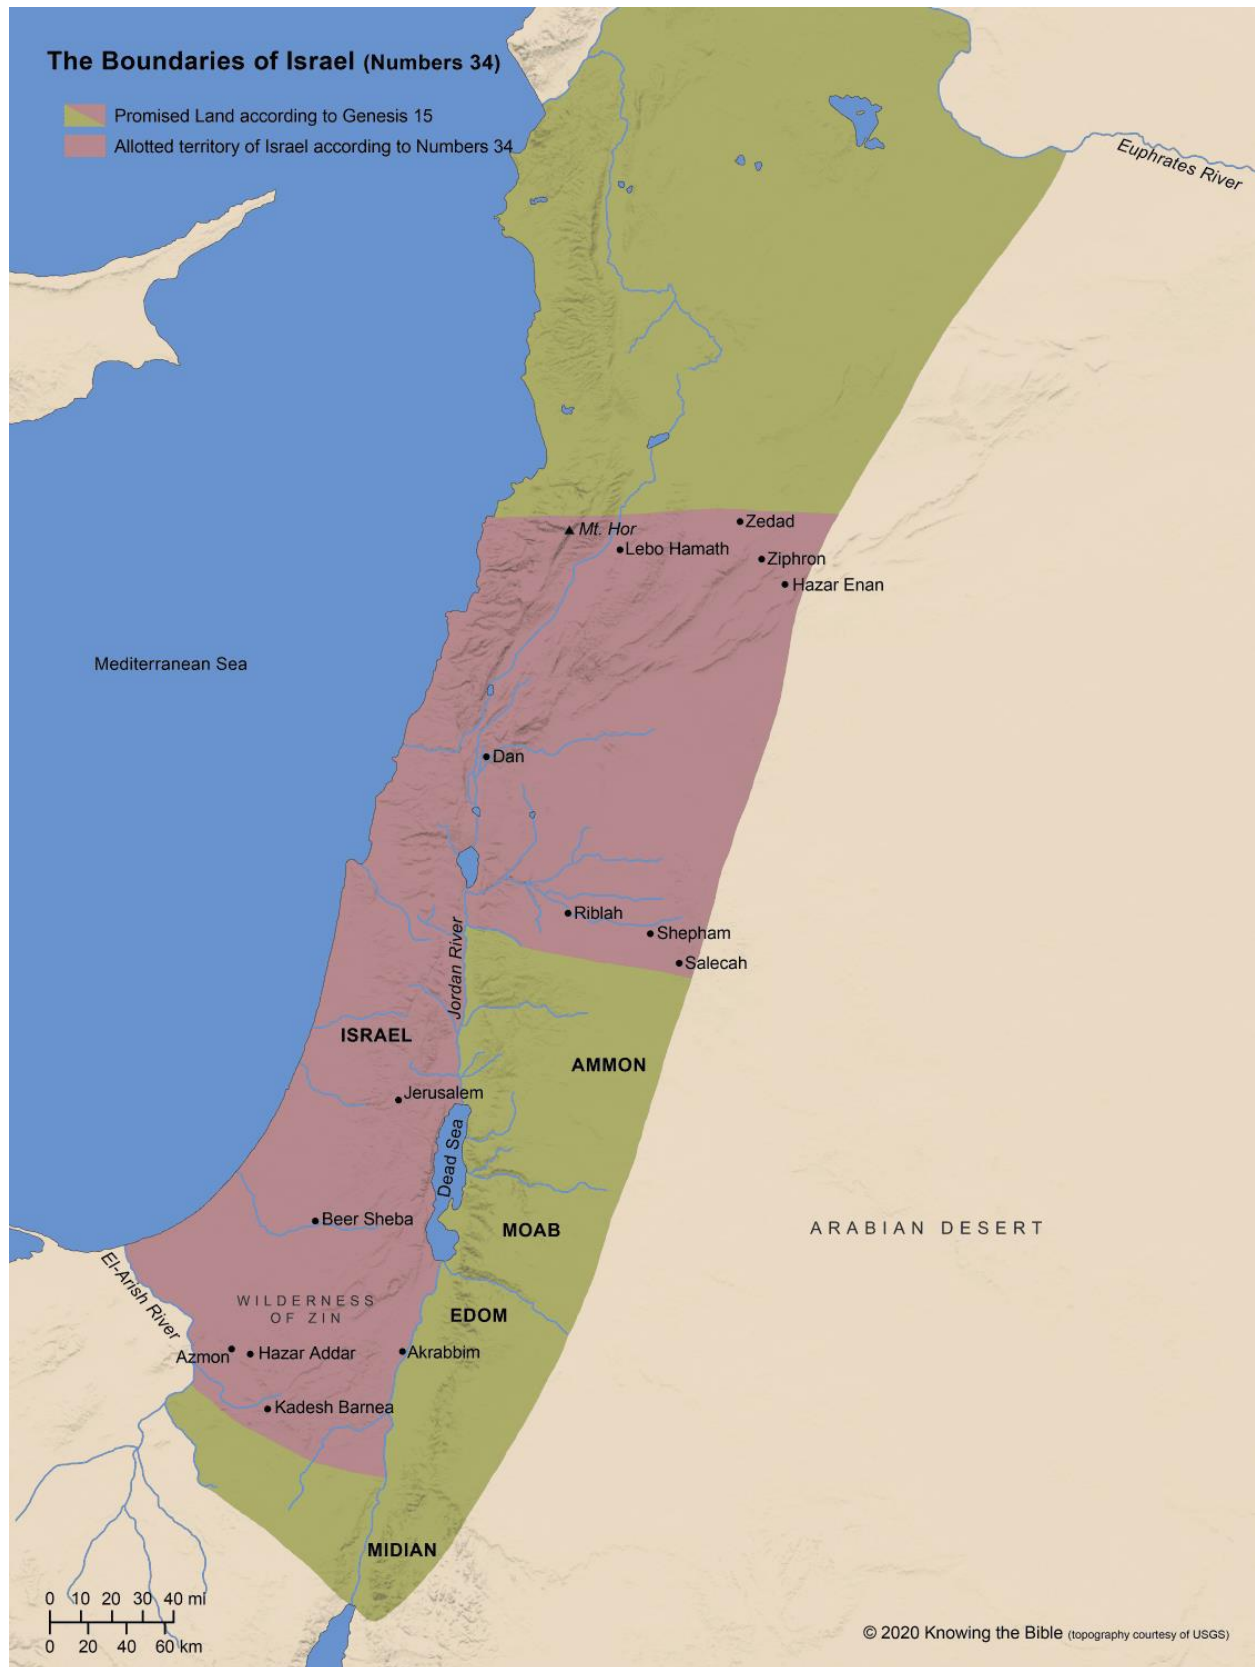 The Boundaries of Israel (Numbers 34)
Promised Land according to Genesis 15
Allotted territory of Israel according to Numbers 34
Euphrates River
Mt. Hor
Zedad
Lebo Hamath
Ziphron
Hazar Enan
Mediterranean Sea
Dan
Riblah
Shepham
Salecah
Jordan River
ISRAEL
AMMON
Jerusalem
Dead Sea
Beer Sheba
MOAB
ARABIAN DESERT
El-Arish River
WILDERNESS
OF ZIN
EDOM
Azmon
Hazar Addar
Akrabbim
Kadesh Barnea
MIDIAN
0 10 20 30 40 mi
0 20 40 60 km
© 2020 Knowing the Bible (topography courtesy of USGS)